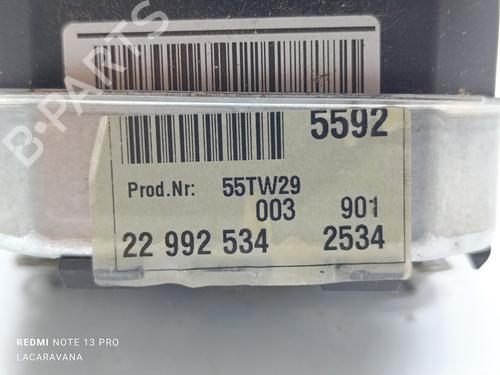 B-PARTS
5592
Prod.Nr: 55TW29
003 901
22 992 534 2534
REDMI NOTE 13 PRO
LACARAVANA